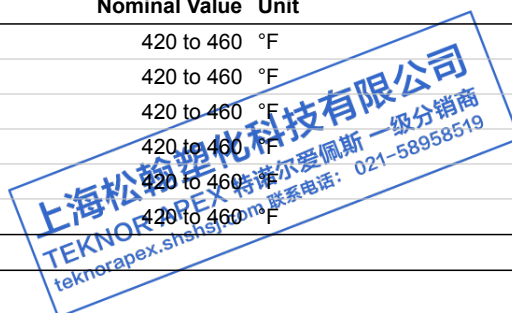 Nominal Value Unit
420 to 460 °F
420 to 460 °F
420 to 460 °F
420 to 460 °F
420 to 460 °F
420 to 460 °F
上海松翰塑化科技有限公司
TEKNOR APEX 特诺尔爱佩斯 一级分销商
teknorapex.shshsj.com 联系电话: 021-58958519